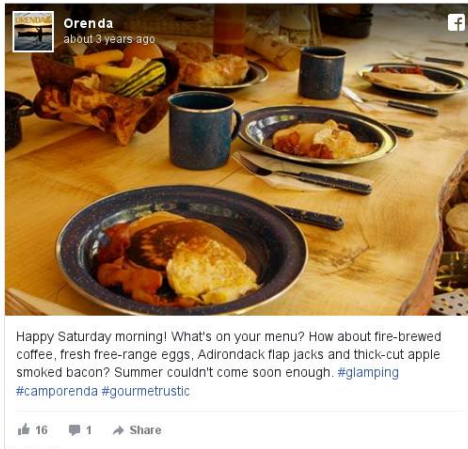 ORENDA
Orenda
about 3 years ago
Happy Saturday morning! What's on your menu? How about fire-brewed
coffee, fresh free-range eggs, Adirondack flap jacks and thick-cut apple
smoked bacon? Summer couldn't come soon enough. #glamping
#camporenda #gourmetrustic
16
1
Share